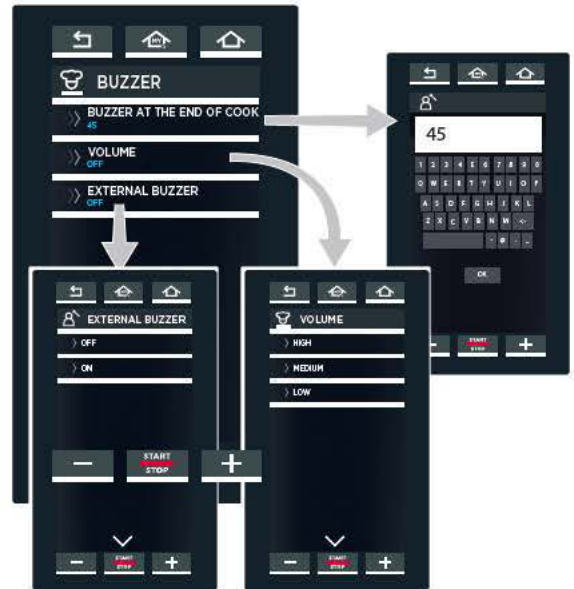 MY
BUZZER
BUZZER AT THE END OF COOK
45
VOLUME
OFF
EXTERNAL BUZZER
OFF
45
1 2 3 4 5 6 7 8 9 0
Q W E R T Y U I O P
A S D F G H J K L
Z X C V B N M <-
- @ . _
OK
START
STOP
+
EXTERNAL BUZZER
OFF
ON
VOLUME
HIGH
MEDIUM
LOW
- START
STOP +
- START
STOP +
- START
STOP +